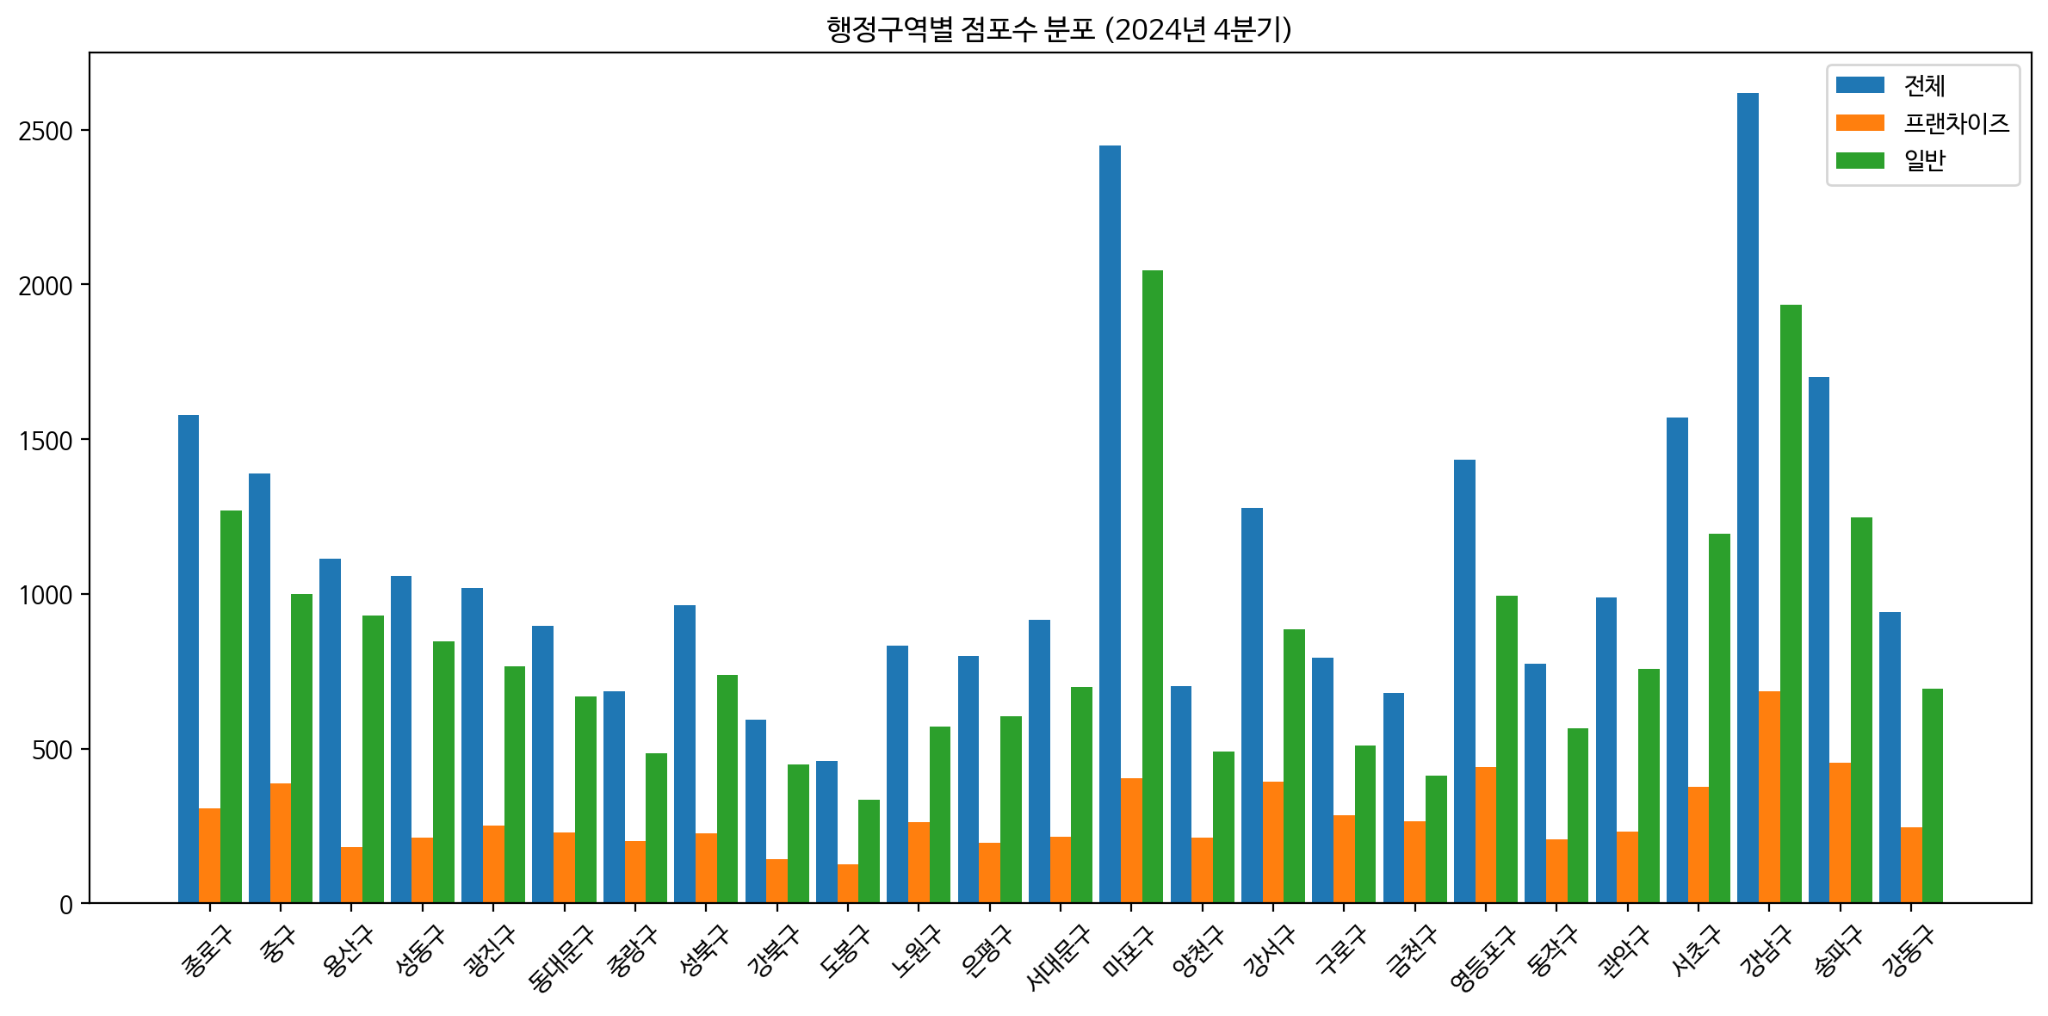 행정구역별 점포수 분포 (2024년 4분기)
전체
프랜차이즈
일반
2500
2000
1500
1000
500
0
종로구
중구
용산구
성동구
광진구
동대문구
중랑구
성북구
강북구
도봉구
노원구
은평구
서대문구
마포구
양천구
강서구
구로구
금천구
영등포구
동작구
관악구
서초구
강남구
송파구
강동구